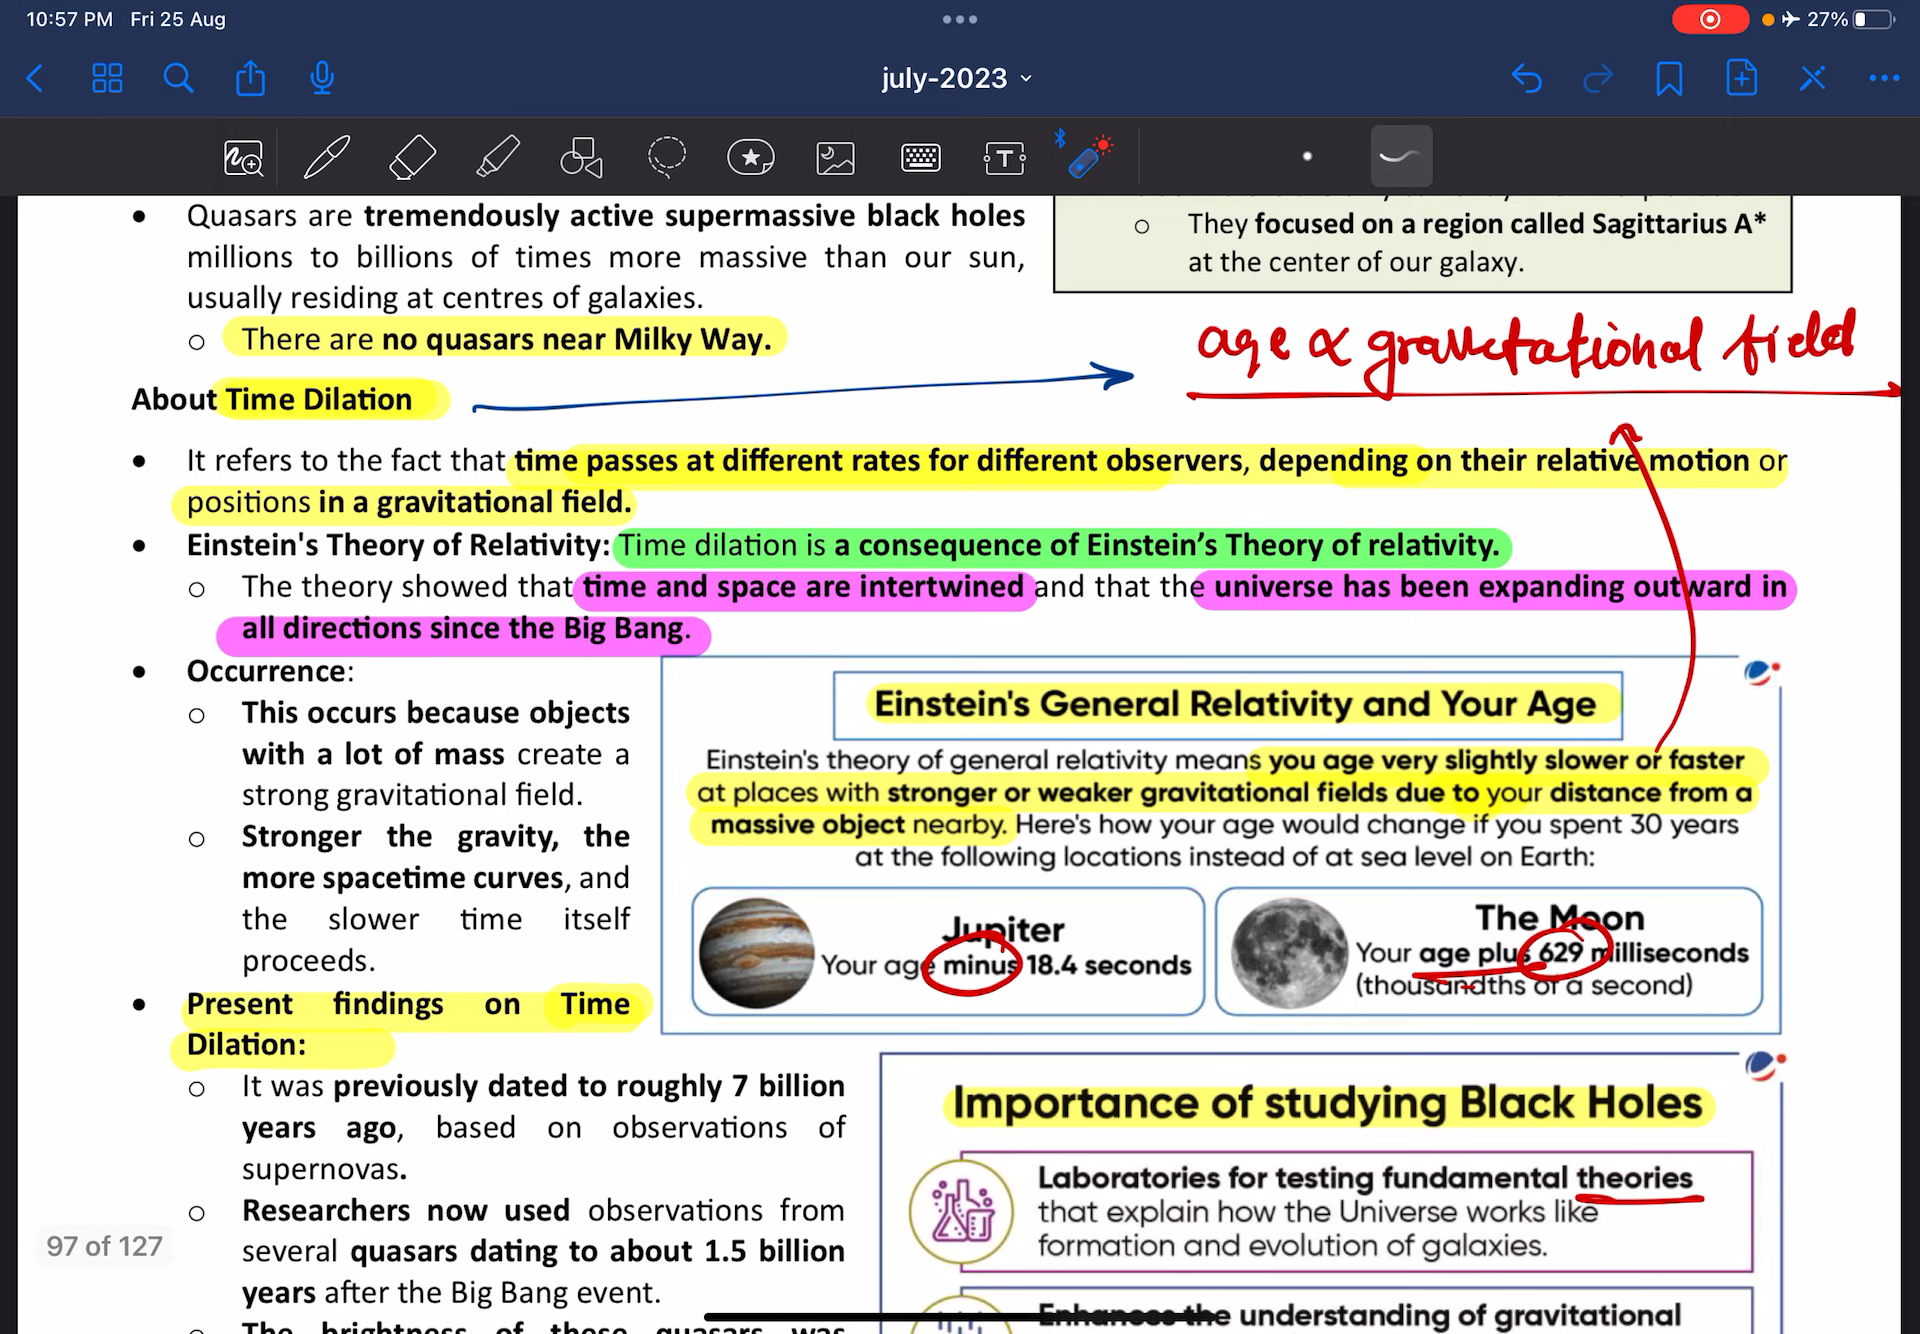 10:57 PM Fri 25 Aug
27%
july-2023
• Quasars are tremendously active supermassive black holes
millions to billions of times more massive than our sun,
usually residing at centres of galaxies.
o There are no quasars near Milky Way.
o They focused on a region called Sagittarius A*
at the center of our galaxy.
age ∝ gravitational field
About Time Dilation
• It refers to the fact that time passes at different rates for different observers, depending on their relative motion or
positions in a gravitational field.
• Einstein's Theory of Relativity: Time dilation is a consequence of Einstein’s Theory of relativity.
o The theory showed that time and space are intertwined and that the universe has been expanding outward in
all directions since the Big Bang.
• Occurrence:
o This occurs because objects
with a lot of mass create a
strong gravitational field.
o Stronger the gravity, the
more spacetime curves, and
the slower time itself
proceeds.
Einstein's General Relativity and Your Age
Einstein's theory of general relativity means you age very slightly slower or faster
at places with stronger or weaker gravitational fields due to your distance from a
massive object nearby. Here's how your age would change if you spent 30 years
at the following locations instead of at sea level on Earth:
Jupiter
Your age minus 18.4 seconds
The Moon
Your age plus 629 milliseconds
(thousandths of a second)
• Present findings on Time
Dilation:
o It was previously dated to roughly 7 billion
years ago, based on observations of
supernovas.
o Researchers now used observations from
several quasars dating to about 1.5 billion
years after the Big Bang event.
o The brightness of these quasars was
Importance of studying Black Holes
Laboratories for testing fundamental theories
that explain how the Universe works like
formation and evolution of galaxies.
Enhances the understanding of gravitational
97 of 127